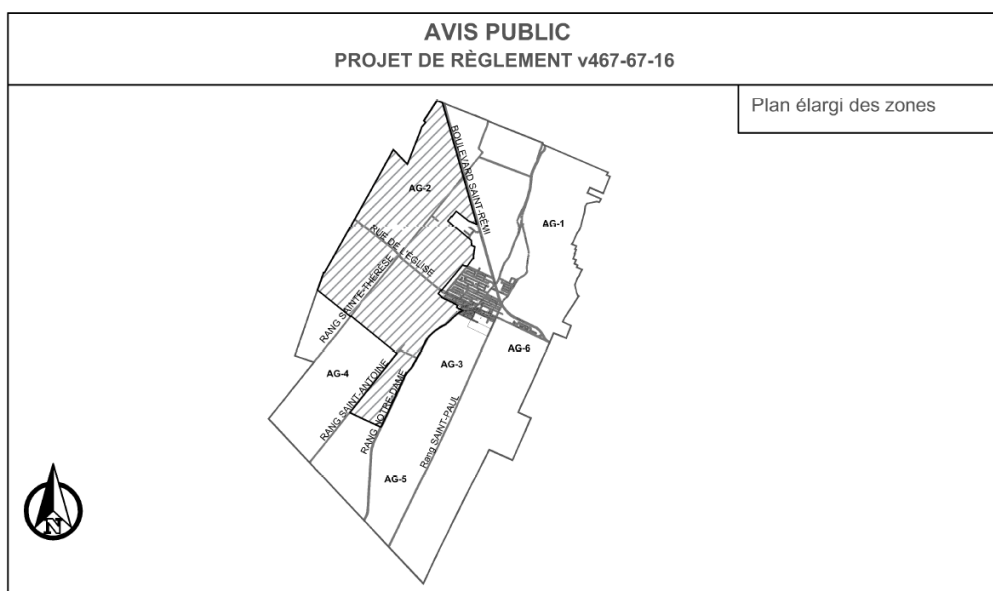 AVIS PUBLIC
PROJET DE RÈGLEMENT v467-67-16
Plan élargi des zones
BOULEVARD SAINT-RÉMI
AG-2
AG-1
RUE DE L'ÉGLISE
RANG SAINTE-THÉRÈSE
AG-6
AG-3
AG-4
RANG SAINT-ANTOINE
RANG NOTRE-DAME
Rang SAINT-PAUL
AG-5
N